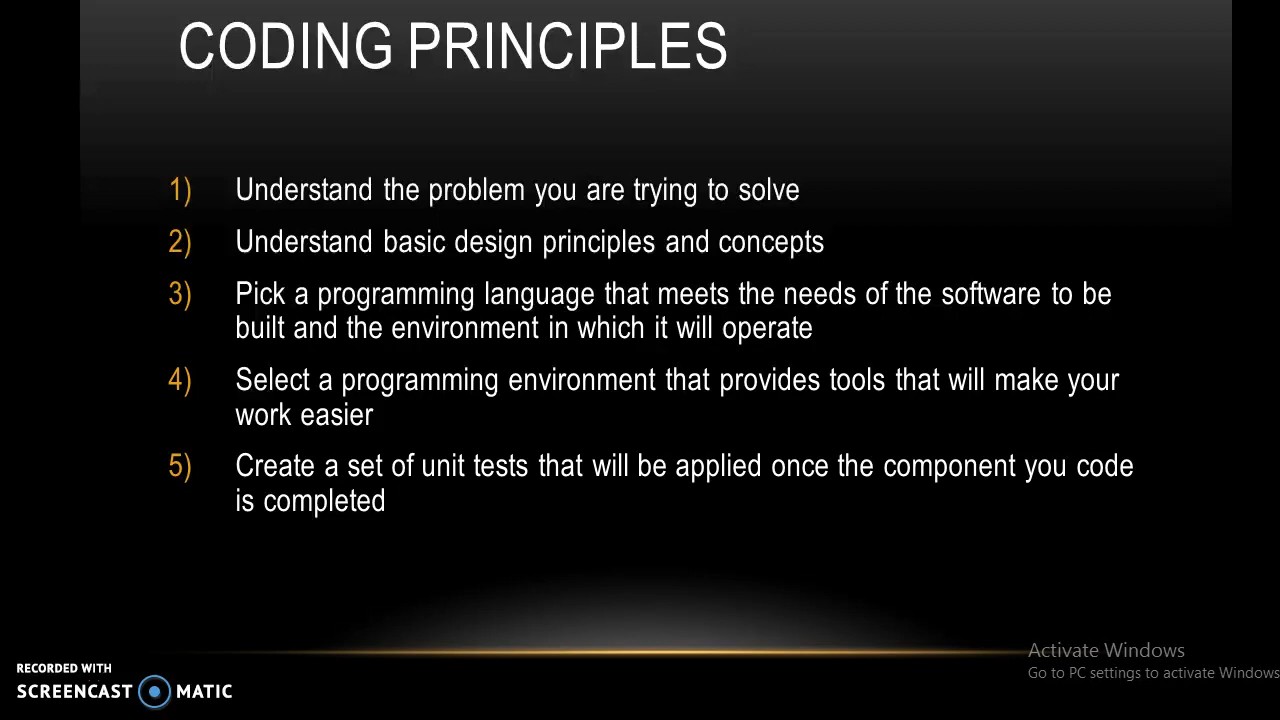 CODING PRINCIPLES
1) Understand the problem you are trying to solve
2) Understand basic design principles and concepts
3) Pick a programming language that meets the needs of the software to be
built and the environment in which it will operate
4) Select a programming environment that provides tools that will make your
work easier
5) Create a set of unit tests that will be applied once the component you code
is completed
Activate Windows
Go to PC settings to activate Windows
RECORDED WITH
SCREENCAST MATIC